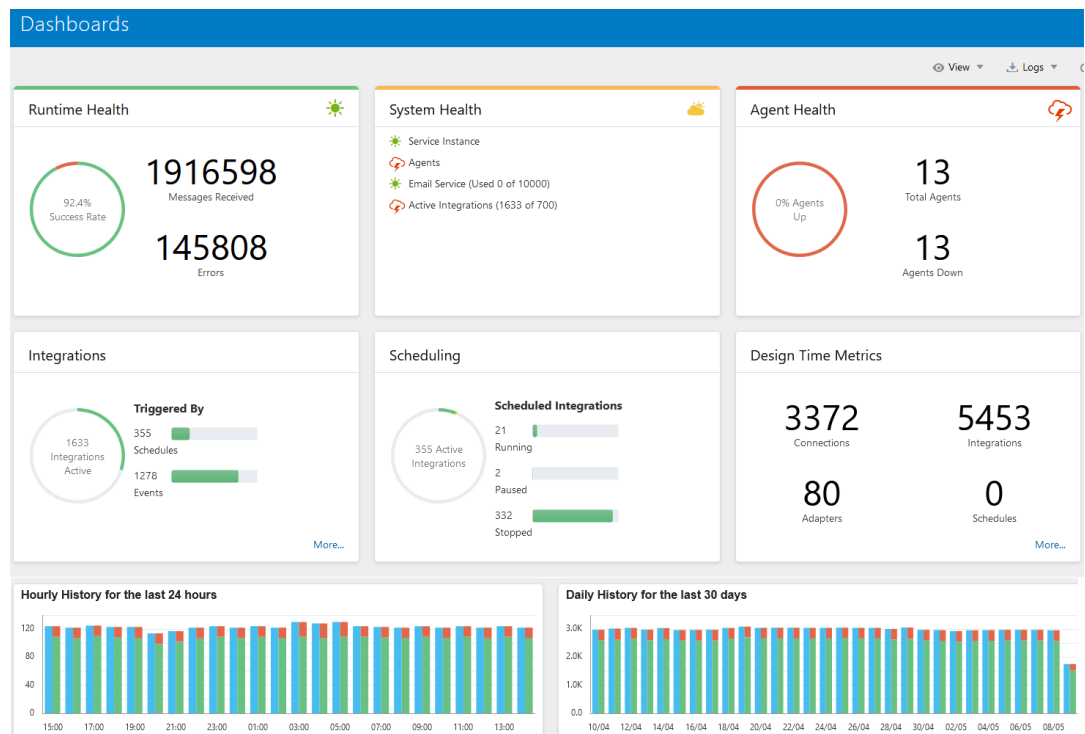 Dashboards
View
Logs
Runtime Health
92.4%
Success Rate
1916598
Messages Received
145808
Errors
System Health
Service Instance
Agents
Email Service (Used 0 of 10000)
Active Integrations (1633 of 700)
Agent Health
0% Agents
Up
13
Total Agents
13
Agents Down
Integrations
1633
Integrations
Active
Triggered By
355
Schedules
1278
Events
More...
Scheduling
355 Active
Integrations
Scheduled Integrations
21
Running
2
Paused
332
Stopped
Design Time Metrics
3372
Connections
5453
Integrations
80
Adapters
0
Schedules
More...
Hourly History for the last 24 hours
120
80
40
0
15:00 17:00 19:00 21:00 23:00 01:00 03:00 05:00 07:00 09:00 11:00 13:00
Daily History for the last 30 days
3.0K
2.0K
1.0K
0.0
10/04 12/04 14/04 16/04 18/04 20/04 22/04 24/04 26/04 28/04 30/04 02/05 04/05 06/05 08/05